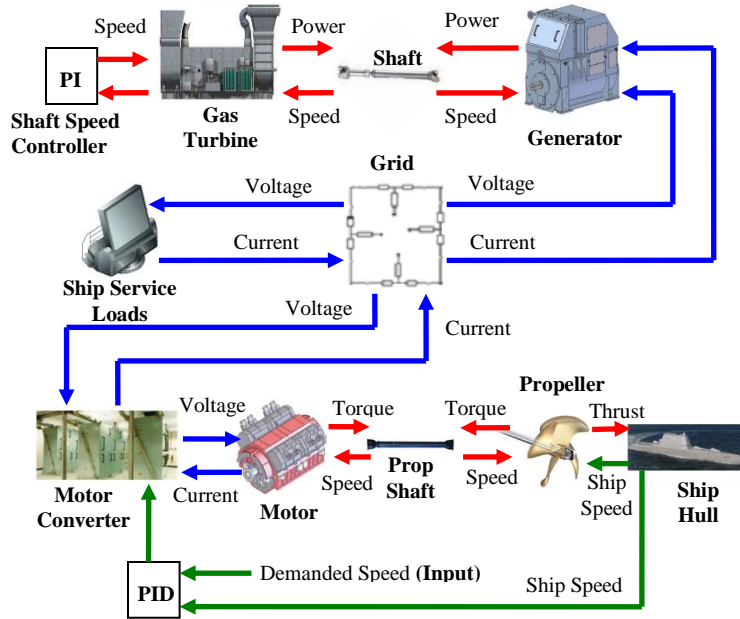 Speed
Power
Shaft
Power
PI
Shaft Speed
Controller
Gas
Turbine
Speed
Speed
Generator
Grid
Voltage
Voltage
Current
Current
Ship Service
Loads
Voltage
Current
Propeller
Voltage
Torque
Torque
Thrust
Current
Speed
Prop
Shaft
Speed
Ship
Speed
Ship
Hull
Motor
Converter
Motor
PID
Demanded Speed (Input)
Ship Speed